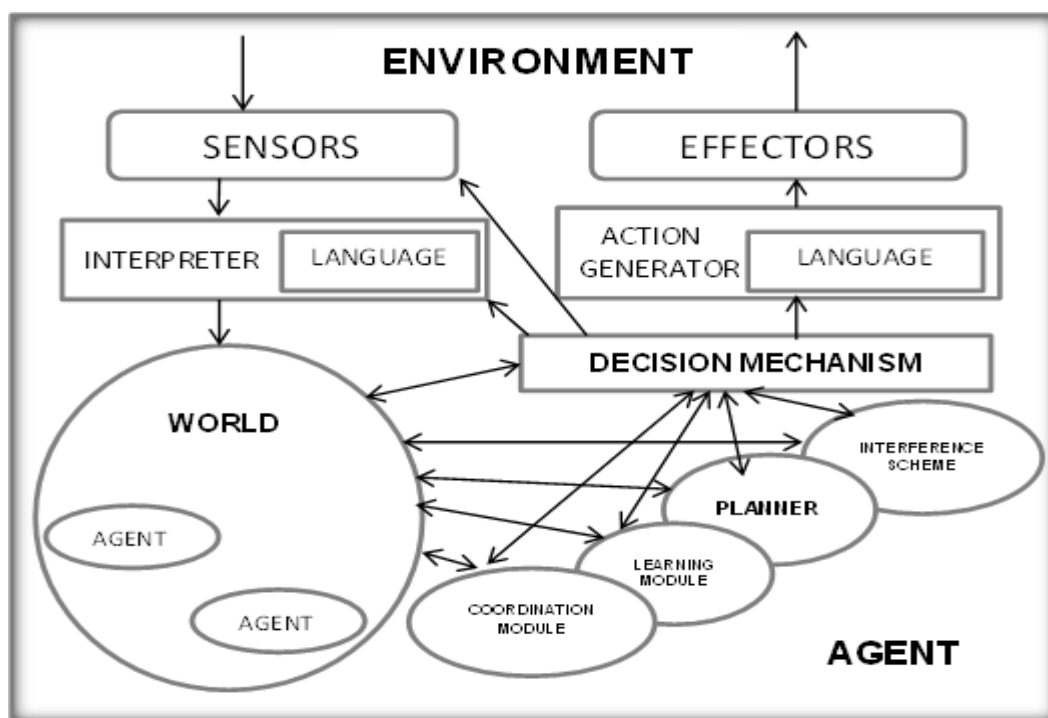 ENVIRONMENT
SENSORS
EFFECTORS
INTERPRETER
LANGUAGE
ACTION
GENERATOR
LANGUAGE
DECISION MECHANISM
WORLD
INTERFERENCE
SCHEME
PLANNER
AGENT
LEARNING
MODULE
AGENT
COORDINATION
MODULE
AGENT